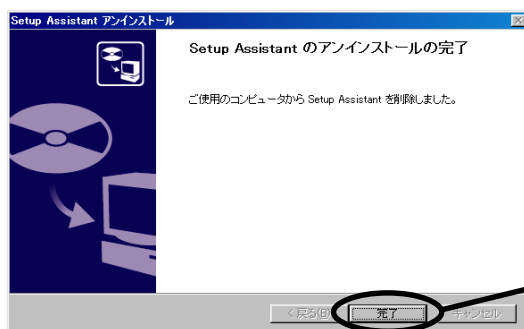 Setup Assistant アンインストール
Setup Assistant のアンインストールの完了
ご使用のコンピュータから Setup Assistant を削除しました。
< 戻る(B) 完了 キャンセル